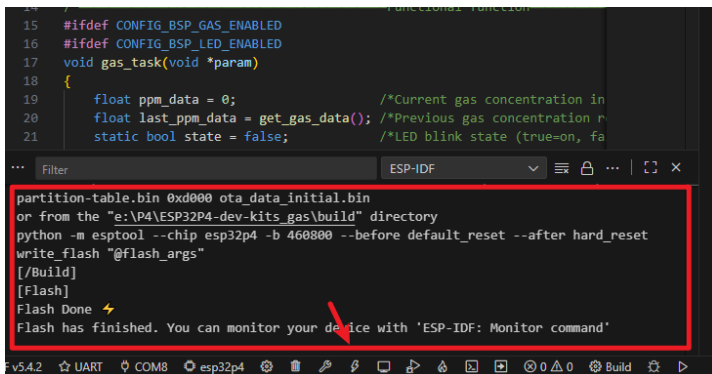 15 #ifdef CONFIG_BSP_GAS_ENABLED
16 #ifdef CONFIG_BSP_LED_ENABLED
17 void gas_task(void *param)
18 {
19 float ppm_data = 0; /*Current gas concentration in
20 float last_ppm_data = get_gas_data(); /*Previous gas concentration r
21 static bool state = false; /*LED blink state (true=on, fa
... Filter ESP-IDF
partition-table.bin 0xd000 ota_data_initial.bin
or from the "e:\P4\ESP32P4-dev-kits_gas\build" directory
python -m esptool --chip esp32p4 -b 460800 --before default_reset --after hard_reset
write_flash "@flash_args"
[/Build]
[Flash]
Flash Done ⚡
Flash has finished. You can monitor your device with 'ESP-IDF: Monitor command'
v5.4.2 UART COM8 esp32p4 0 0 Build